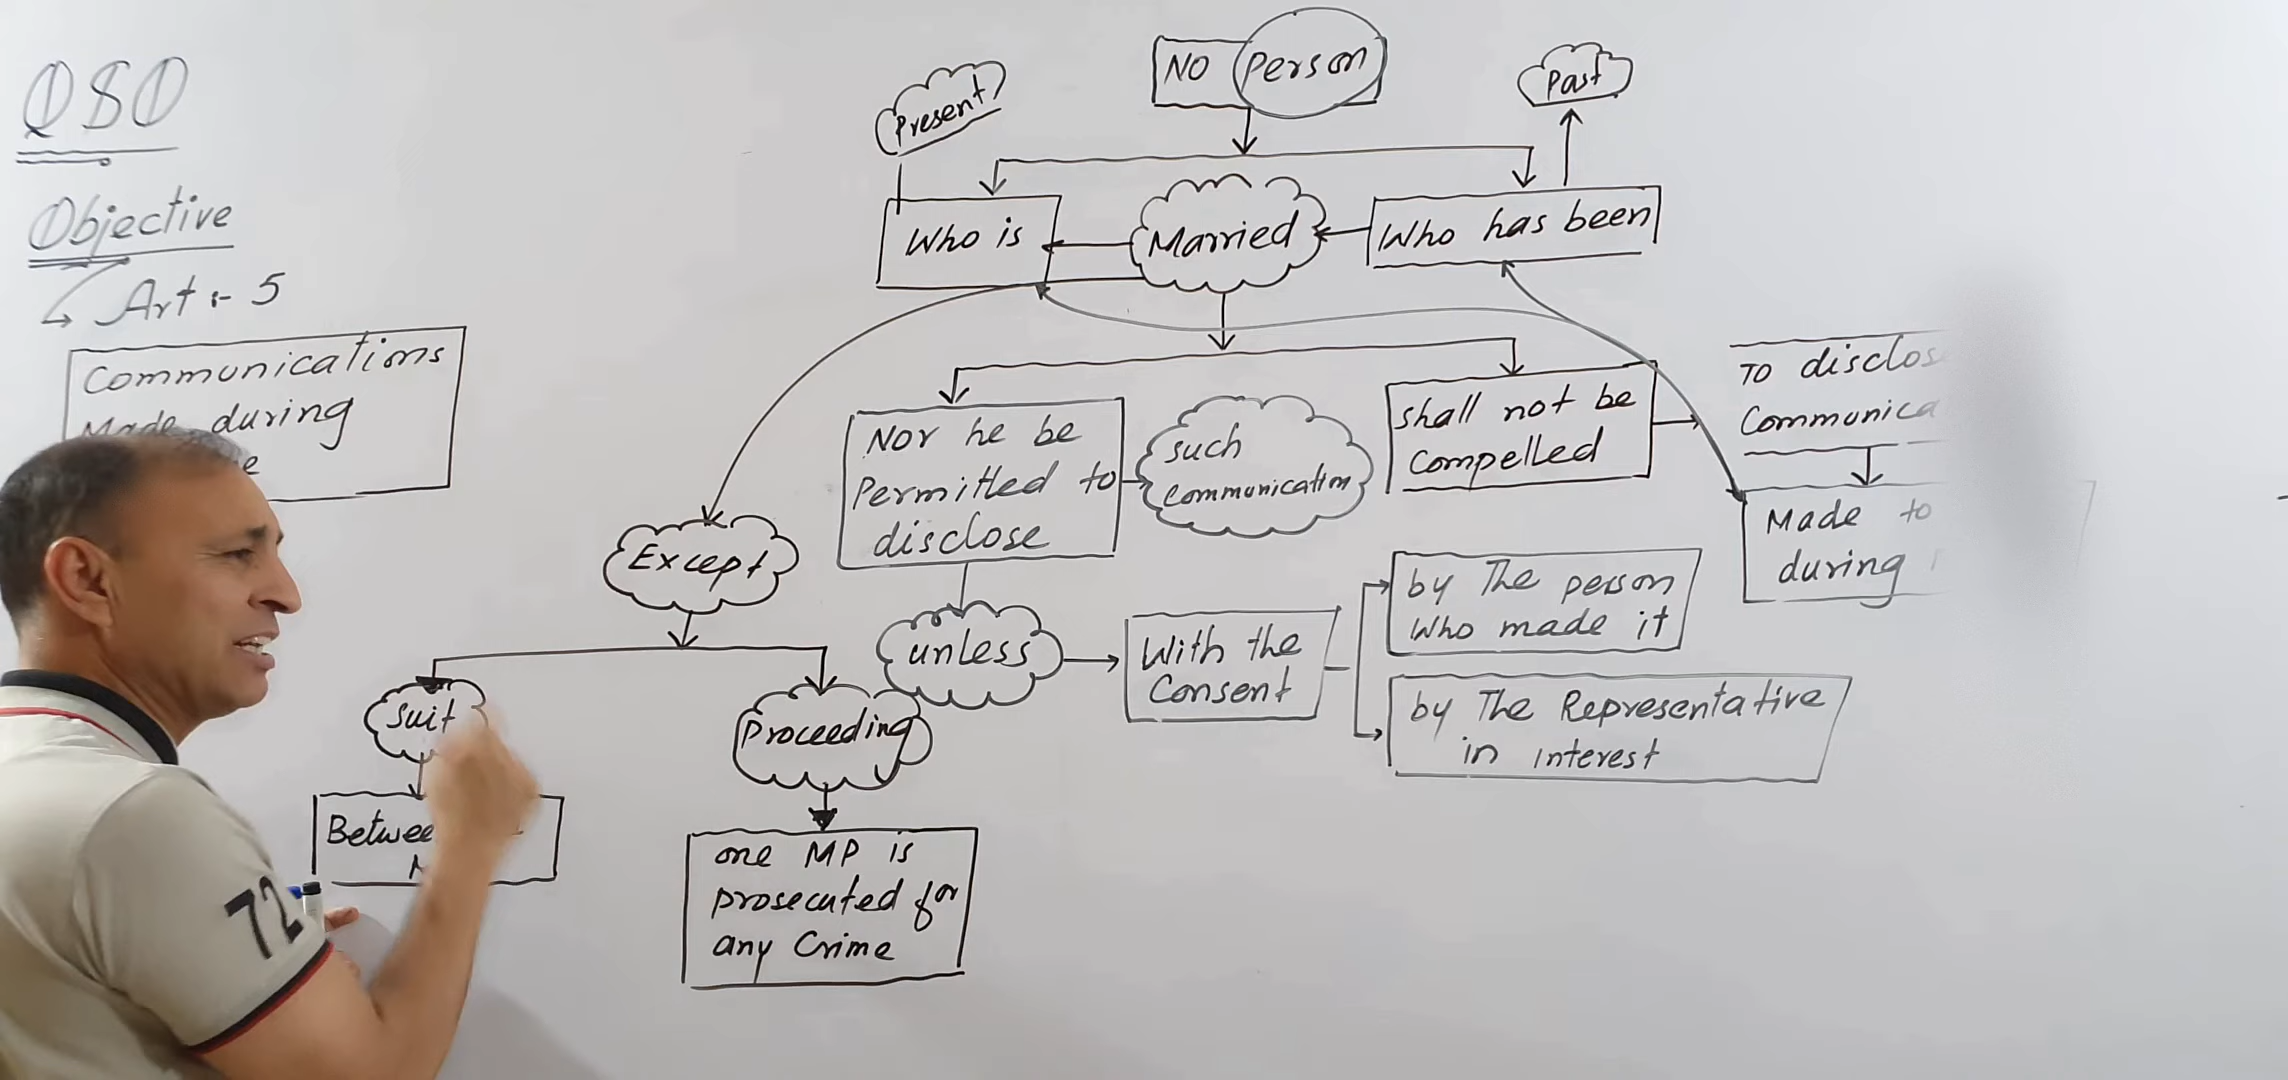 QSO
Objective
Art :- 5
Communications
Made during
NO Person
Present
Past
Who is
Married
Who has been
Nor he be
Permitted to
disclose
such
communication
shall not be
compelled
TO disclose
Communica
Made to
during
Except
unless
With the
Consent
by The person
Who made it
by The Representative
in interest
Suit
Proceeding
one MP is
prosecuted for
any Crime
72